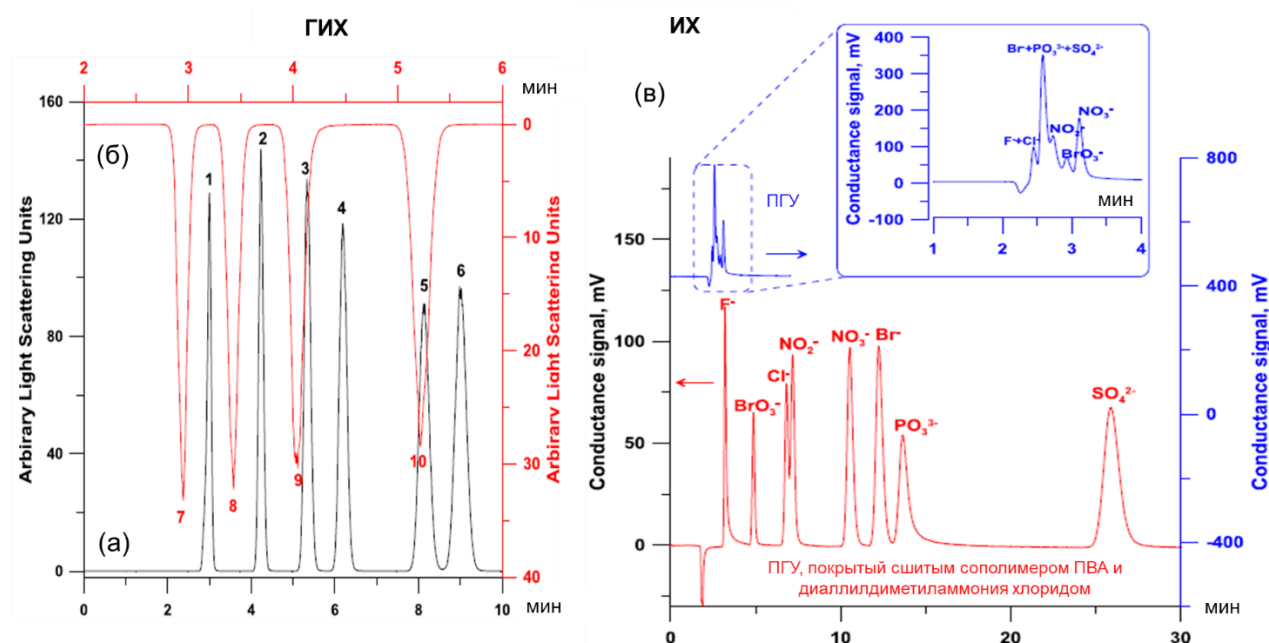 ГИХ
ИХ
2
3
4
5
6
мин
160
120
80
40
0
Arbitrary Light Scattering Units
(б)
(а)
1
2
3
4
5
6
7
8
9
10
0
10
20
30
40
Arbirary Light Scattering Units
0
2
4
6
8
10
мин
(в)
400
300
200
100
0
-100
Conductance signal, mV
Br+PO₃³⁻+SO₄²⁻
F⁻+Cl⁻
NO₂⁻
BrO₃⁻
NO₃⁻
1
2
3
4
мин
ПГУ
150
100
50
0
Conductance signal, mV
800
400
0
-400
Conductance signal, mV
F⁻
BrO₃⁻
Cl⁻
NO₂⁻
NO₃⁻
Br⁻
PO₃³⁻
SO₄²⁻
ПГУ, покрытый сшитым сополимером ПВА и
диаллилдиметиламмония хлоридом
0
10
20
30
мин